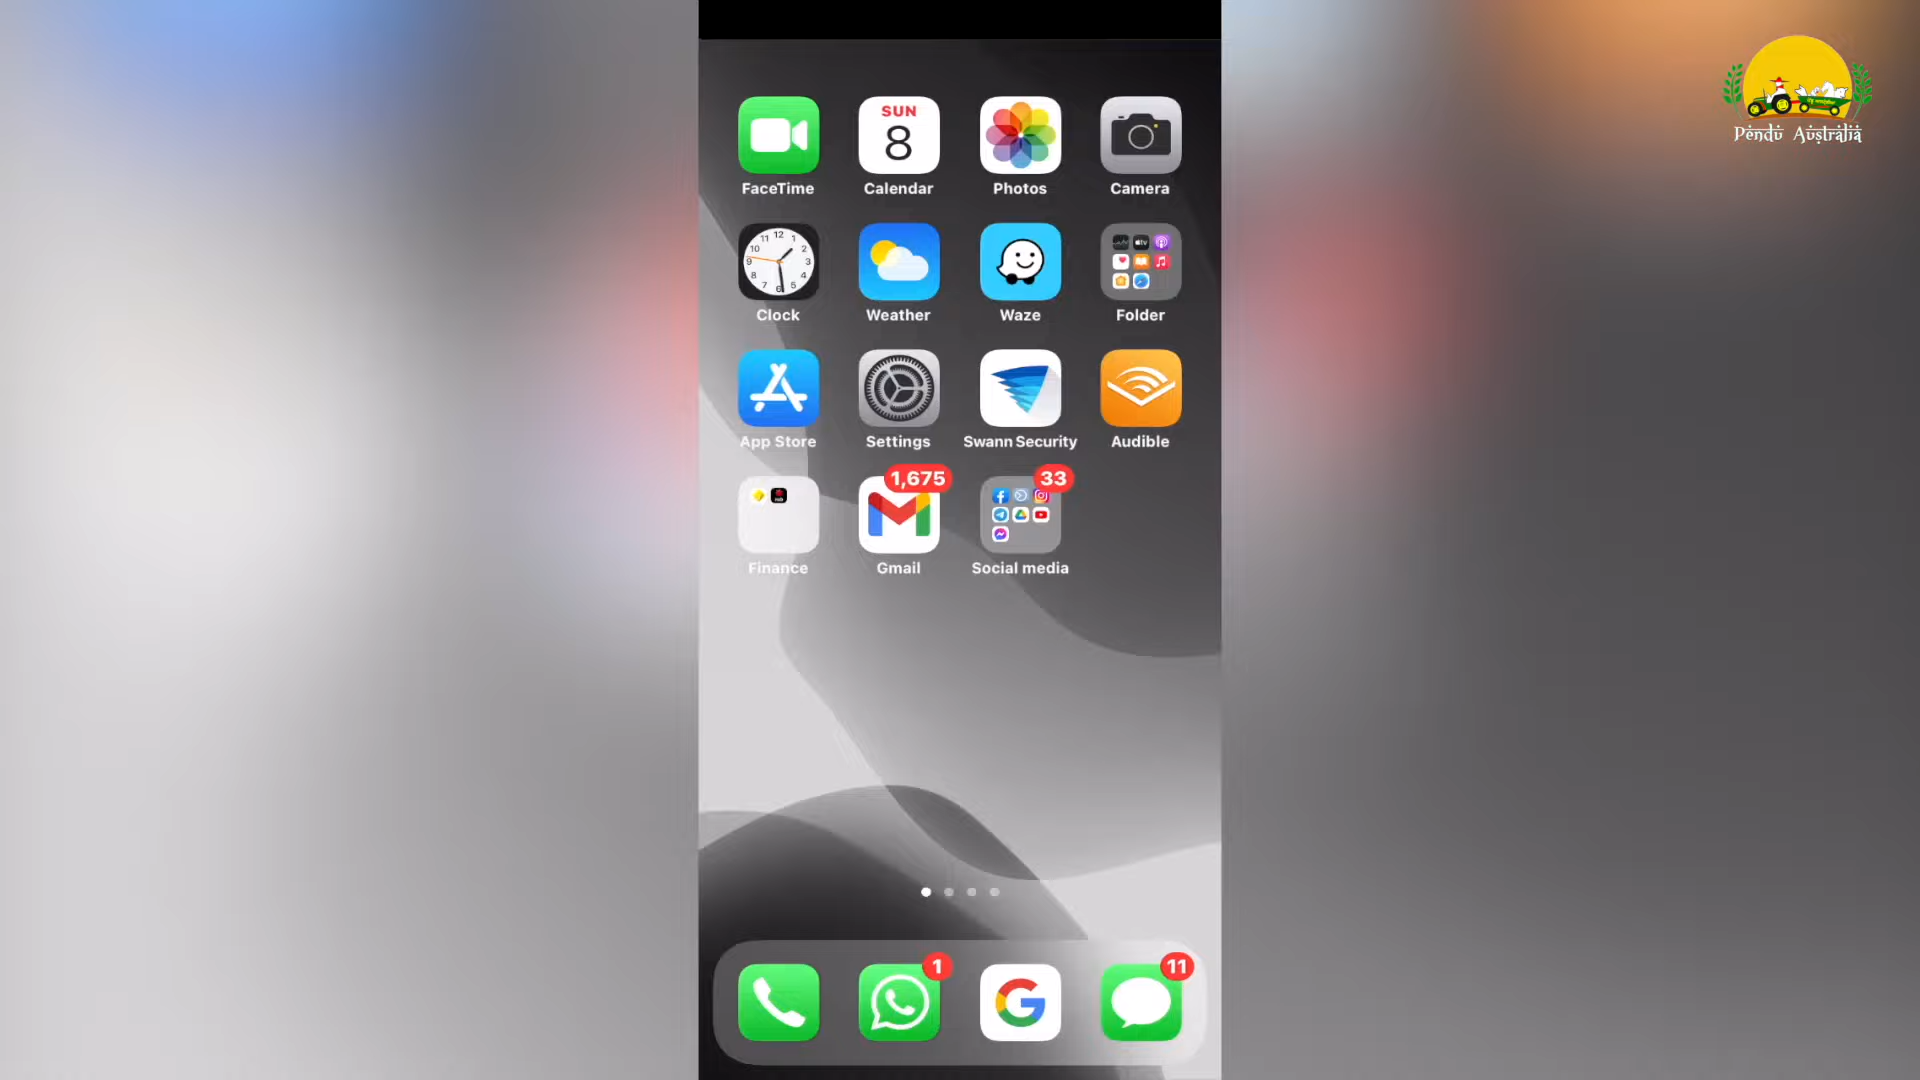 Pendu Australia
SUN
8
FaceTime
Calendar
Photos
Camera
Clock
Weather
Waze
Folder
App Store
Settings
Swann Security
Audible
1,675
33
Finance
Gmail
Social media
1
11